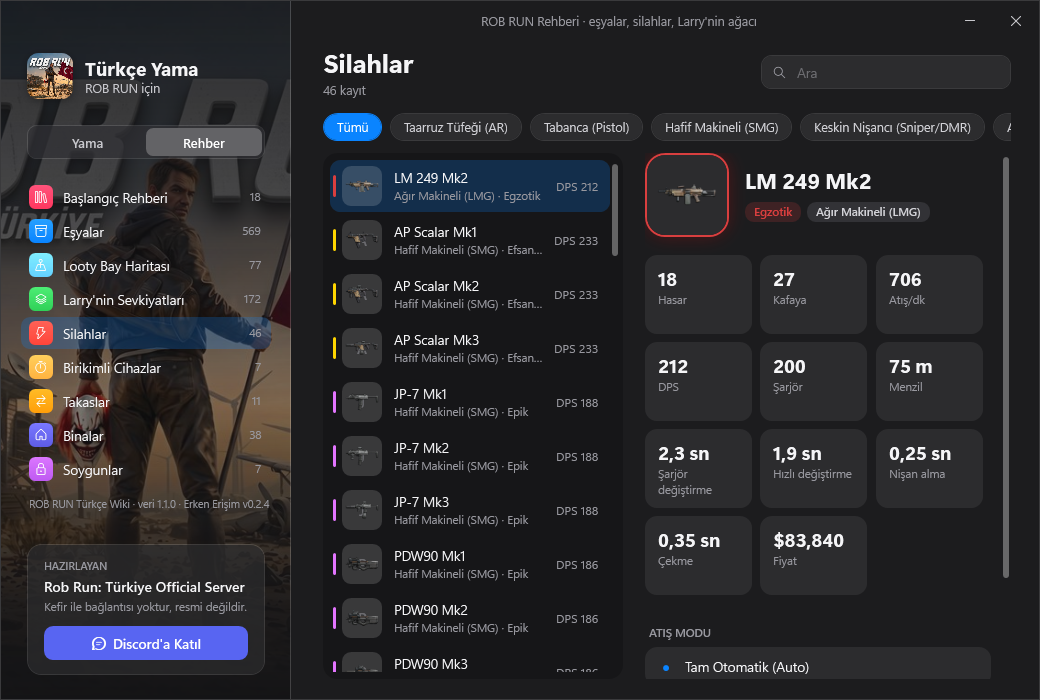 ROB RUN Rehberi · eşyalar, silahlar, Larry'nin ağacı
ROB RUN
Türkçe Yama
ROB RUN için
Yama
Rehber
Başlangıç Rehberi 18
Eşyalar 569
Looty Bay Haritası 77
Larry'nin Sevkiyatları 172
Silahlar 46
Birikimli Cihazlar 7
Takaslar 11
Binalar 38
Soygunlar 7
ROB RUN Türkçe Wiki · veri 1.1.0 · Erken Erişim v0.2.4
HAZIRLAYAN
Rob Run: Türkiye Official Server
Kefir ile bağlantısı yoktur, resmi değildir.
Discord'a Katıl
Silahlar
46 kayıt
Ara
Tümü
Taarruz Tüfeği (AR)
Tabanca (Pistol)
Hafif Makineli (SMG)
Keskin Nişancı (Sniper/DMR)
LM 249 Mk2
Ağır Makineli (LMG) · Egzotik
DPS 212
AP Scalar Mk1
Hafif Makineli (SMG) · Efsan...
DPS 233
AP Scalar Mk2
Hafif Makineli (SMG) · Efsan...
DPS 233
AP Scalar Mk3
Hafif Makineli (SMG) · Efsan...
DPS 233
JP-7 Mk1
Hafif Makineli (SMG) · Epik
DPS 188
JP-7 Mk2
Hafif Makineli (SMG) · Epik
DPS 188
JP-7 Mk3
Hafif Makineli (SMG) · Epik
DPS 188
PDW90 Mk1
Hafif Makineli (SMG) · Epik
DPS 186
PDW90 Mk2
Hafif Makineli (SMG) · Epik
DPS 186
PDW90 Mk3
DPS 186
LM 249 Mk2
Egzotik
Ağır Makineli (LMG)
18
Hasar
27
Kafaya
706
Atış/dk
212
DPS
200
Şarjör
75 m
Menzil
2,3 sn
Şarjör
değiştirme
1,9 sn
Hızlı değiştirme
0,25 sn
Nişan alma
0,35 sn
Çekme
$83,840
Fiyat
ATIŞ MODU
Tam Otomatik (Auto)